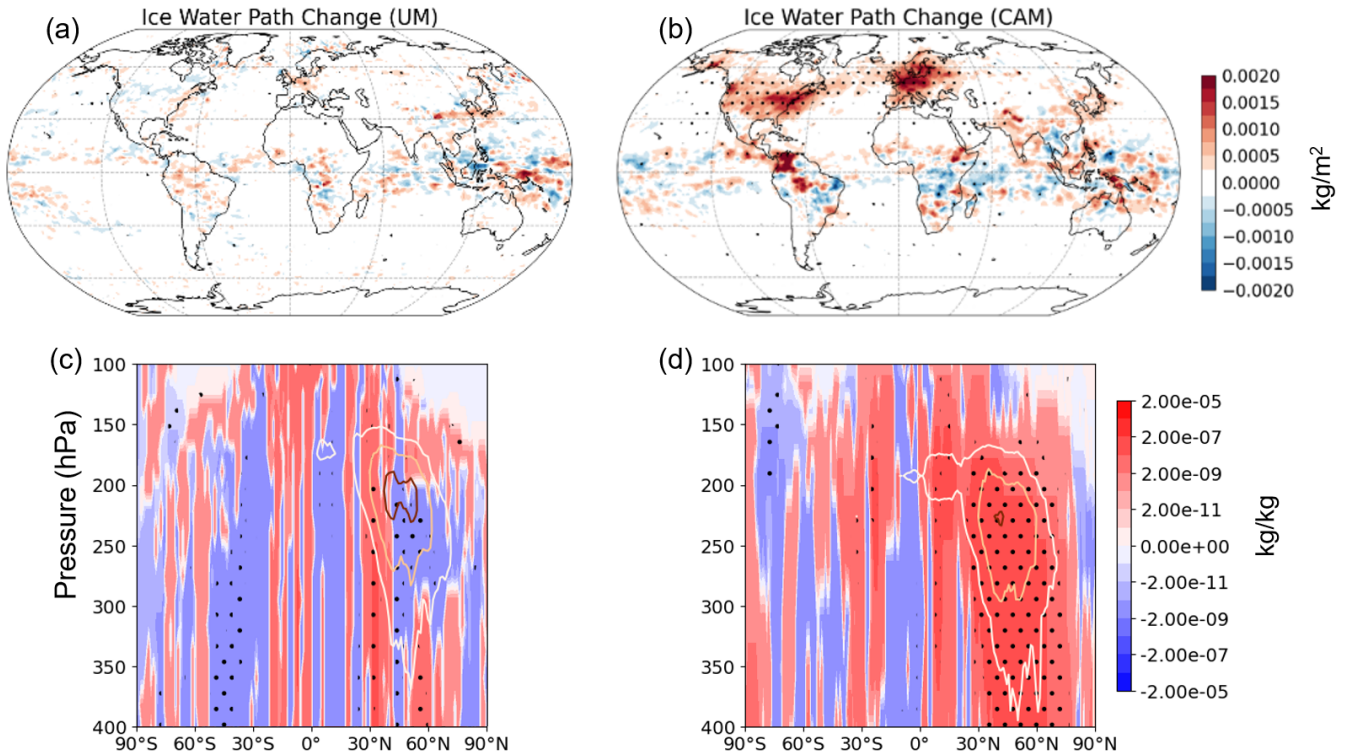 (a)
Ice Water Path Change (UM)
(b)
Ice Water Path Change (CAM)
0.0020
0.0015
0.0010
0.0005
0.0000
−0.0005
−0.0010
−0.0015
−0.0020
kg/m²
(c)
100
150
200
250
300
350
400
Pressure (hPa)
90°S 60°S 30°S 0° 30°N 60°N 90°N
(d)
100
150
200
250
300
350
400
90°S 60°S 30°S 0° 30°N 60°N 90°N
2.00e-05
2.00e-07
2.00e-09
2.00e-11
0.00e+00
-2.00e-11
-2.00e-09
-2.00e-07
-2.00e-05
kg/kg